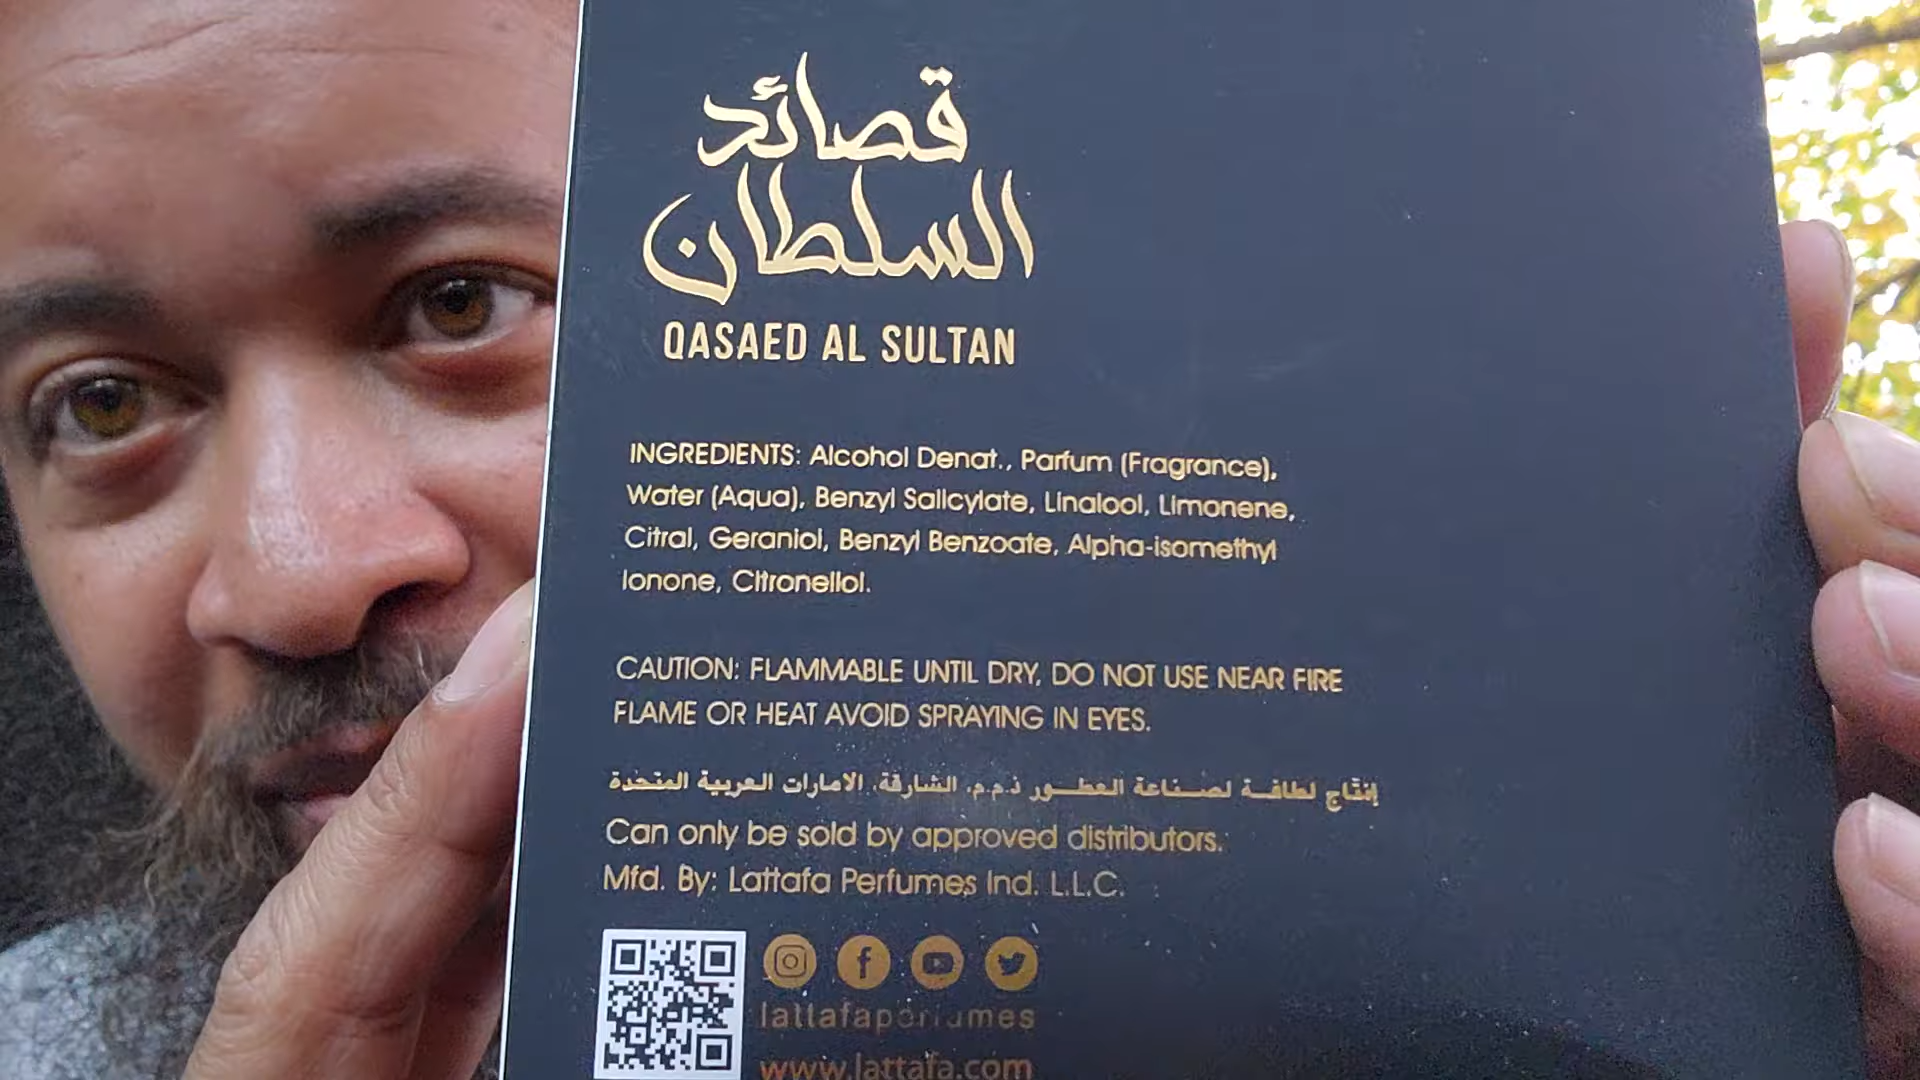 قصائد
السلطان
QASAED AL SULTAN
INGREDIENTS: Alcohol Denat., Parfum (Fragrance),
Water (Aqua), Benzyl Salicylate, Linalool, Limonene,
Citral, Geraniol, Benzyl Benzoate, Alpha-isomethyl
Ionone, Citronellol.
CAUTION: FLAMMABLE UNTIL DRY, DO NOT USE NEAR FIRE
FLAME OR HEAT AVOID SPRAYING IN EYES.
إنتاج لطافة لصناعة العطور ذ.م.م. الشارقة، الامارات العربية المتحدة
Can only be sold by approved distributors.
Mfd. By: Lattafa Perfumes Ind. L.L.C.
lattafaperfumes
www.lattafa.com